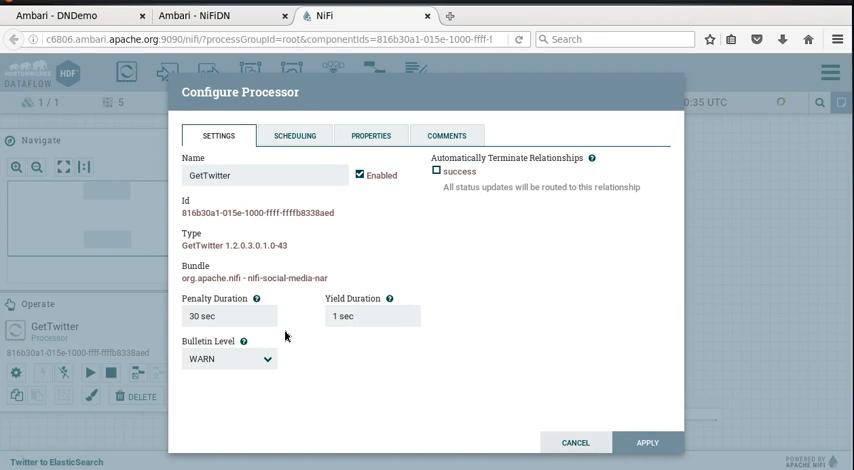 Ambari - DNDemo
Ambari - NiFiDN
NiFi
c6806.ambari.apache.org:9090/nifi/?processGroupId=root&componentIds=816b30a1-015e-1000-ffff-f
Search
HORTONWORKS
DATAFLOW
HDF
1 / 1
5
0:35 UTC
Configure Processor
SETTINGS
SCHEDULING
PROPERTIES
COMMENTS
Navigate
Name
GetTwitter
Enabled
Automatically Terminate Relationships
success
All status updates will be routed to this relationship
Id
816b30a1-015e-1000-ffff-ffffb8338aed
Type
GetTwitter 1.2.0.3.0.1.0-43
Bundle
org.apache.nifi - nifi-social-media-nar
Penalty Duration
30 sec
Yield Duration
1 sec
Bulletin Level
WARN
Operate
GetTwitter
Processor
816b30a1-015e-1000-ffff-ffffb8338aed
DELETE
CANCEL
APPLY
Twitter to ElasticSearch
POWERED BY
APACHE NIFI